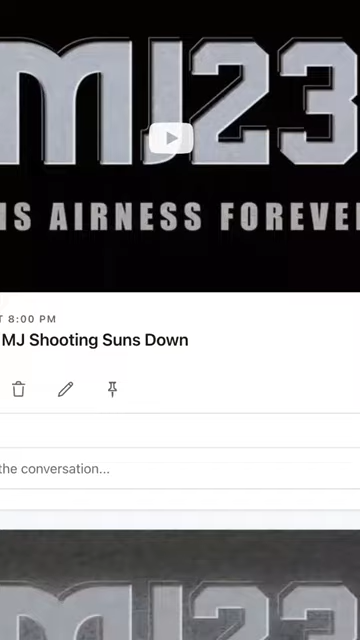 MJ23
IS AIRNESS FOREVE
T 8:00 PM
MJ Shooting Suns Down
the conversation...
MJ23